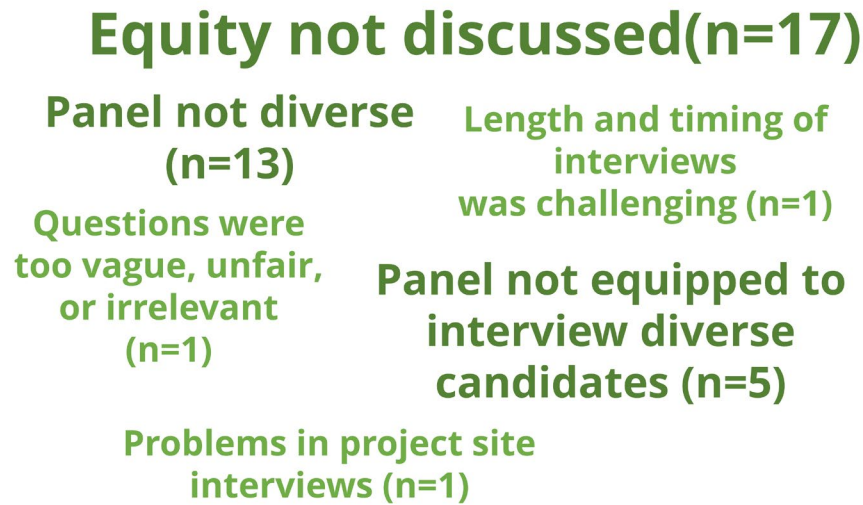 Equity not discussed(n=17)
Panel not diverse
(n=13)
Length and timing of
interviews
was challenging (n=1)
Questions were
too vague, unfair,
or irrelevant
(n=1)
Panel not equipped to
interview diverse
candidates (n=5)
Problems in project site
interviews (n=1)